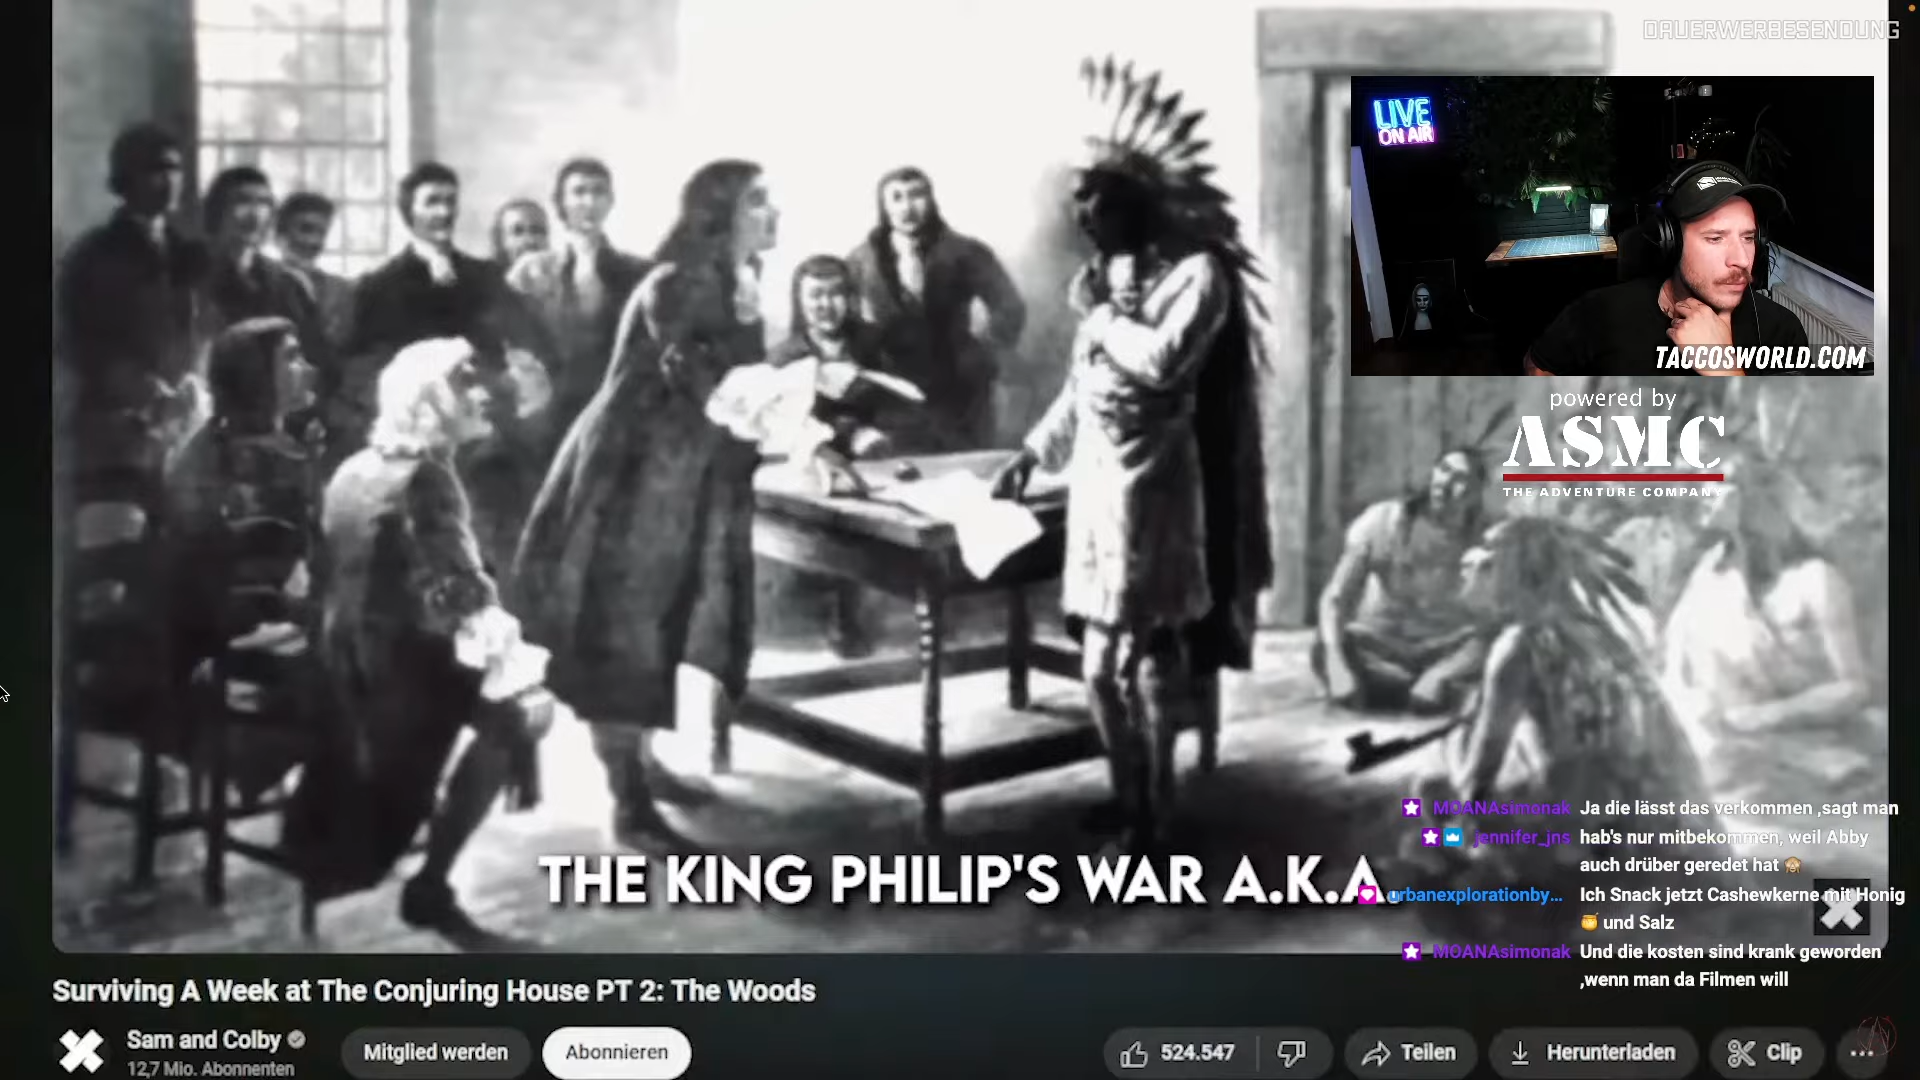 DAUERWERBESENDUNG
LIVE
ON AIR
TACCOSWORLD.COM
powered by
ASMC
THE ADVENTURE COMPANY
THE KING PHILIP'S WAR A.K.A.
MOANAsimonak Ja die lässt das verkommen ,sagt man
jennifer_jns hab's nur mitbekommen, weil Abby
auch drüber geredet hat 🙈
urbanexplorationby... Ich Snack jetzt Cashewkerne mit Honig
🍯 und Salz
MOANAsimonak Und die kosten sind krank geworden
,wenn man da Filmen will
Surviving A Week at The Conjuring House PT 2: The Woods
Sam and Colby
12,7 Mio. Abonnenten
Mitglied werden
Abonnieren
524.547
Teilen
Herunterladen
Clip